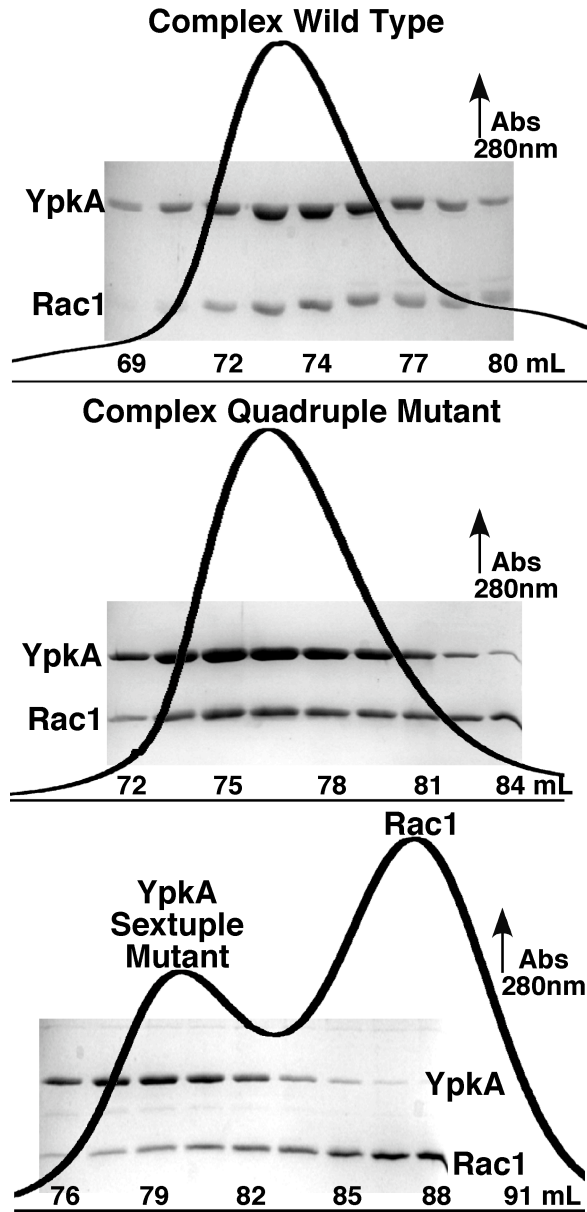 Complex Wild Type
Abs
280nm
YpkA
Rac1
69 72 74 77 80 mL
Complex Quadruple Mutant
Abs
280nm
YpkA
Rac1
72 75 78 81 84 mL
Rac1
YpkA
Sextuple
Mutant
Abs
280nm
YpkA
Rac1
76 79 82 85 88 91 mL